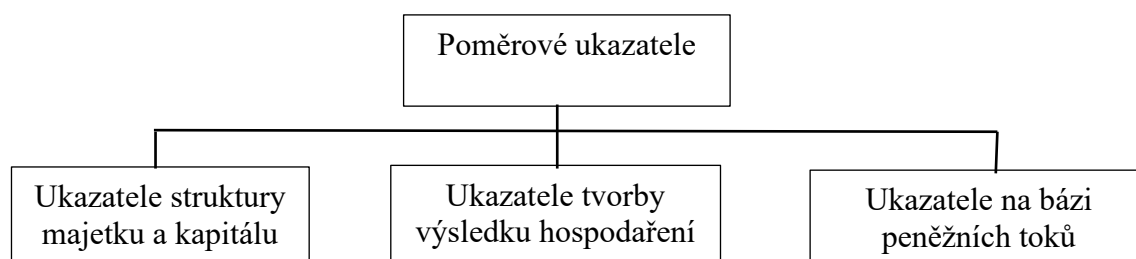 Poměrové ukazatele
Ukazatele struktury
majetku a kapitálu
Ukazatele tvorby
výsledku hospodaření
Ukazatele na bázi
peněžních toků